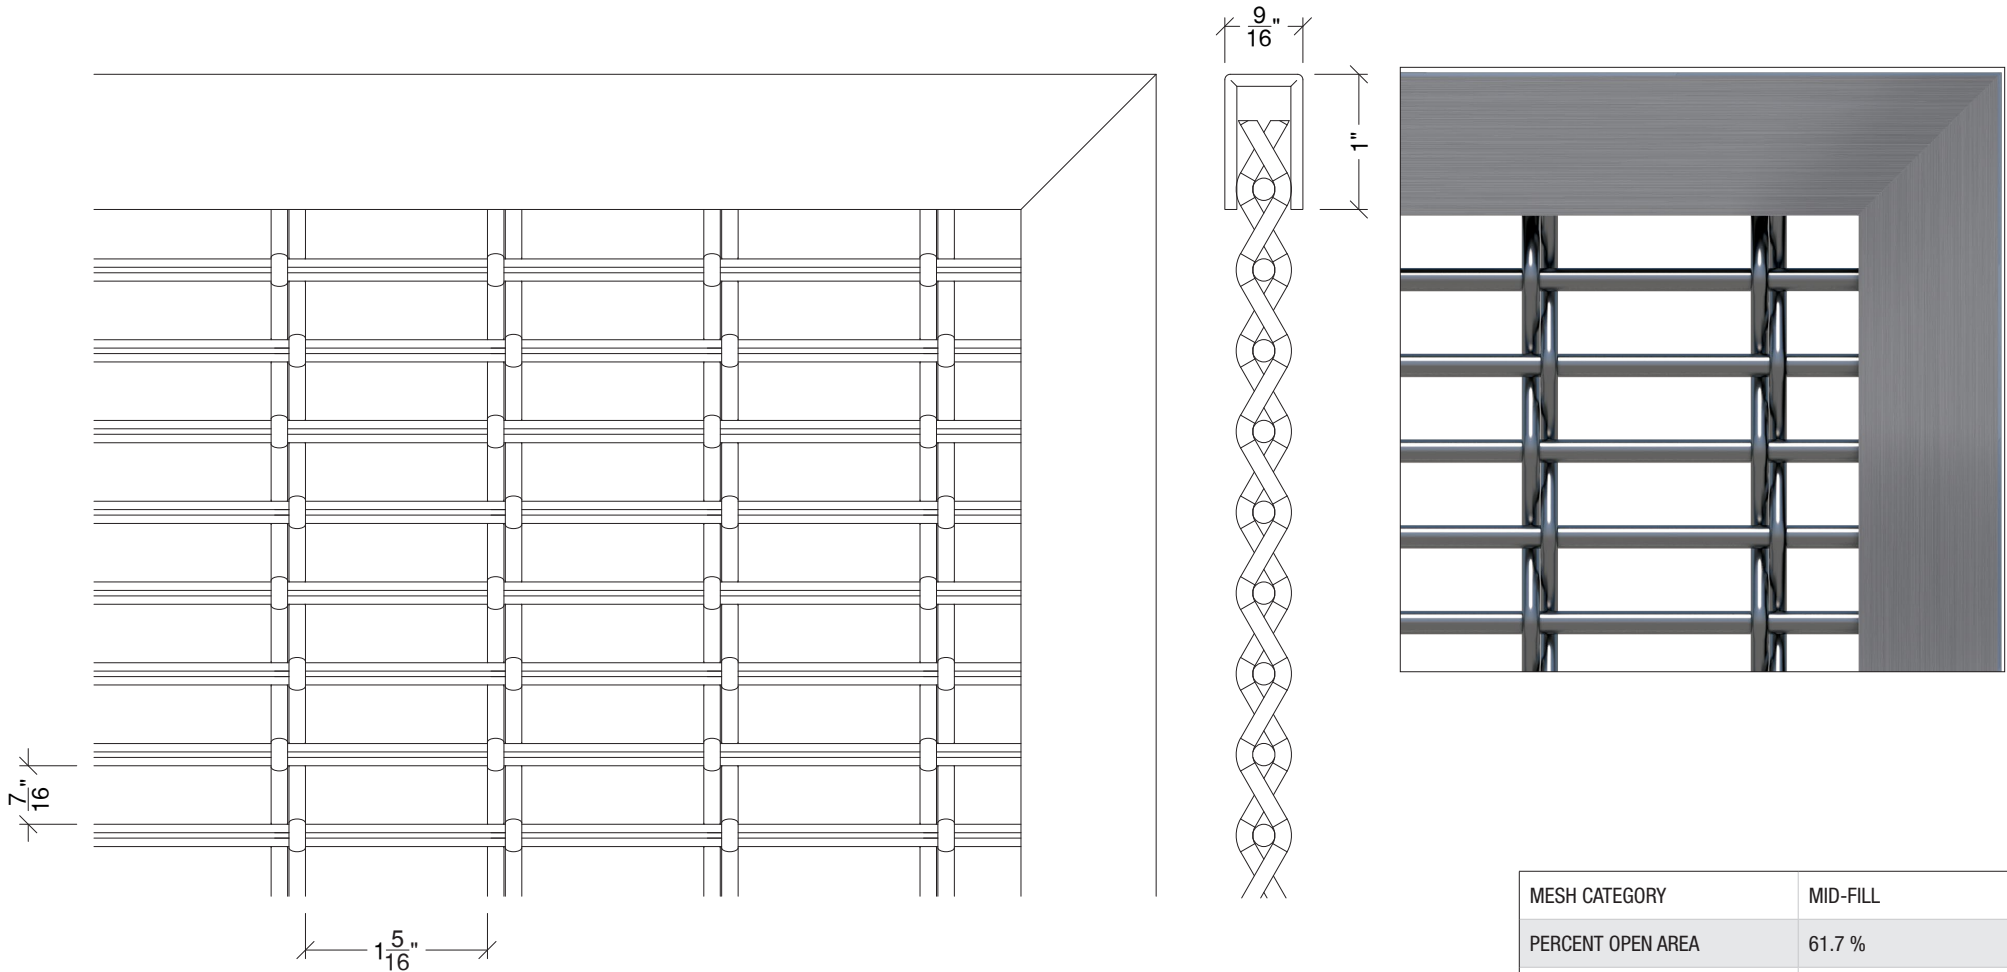 9/16"
1"
7/16"
1 5/16"
MESH CATEGORY MID-FILL
PERCENT OPEN AREA 61.7 %